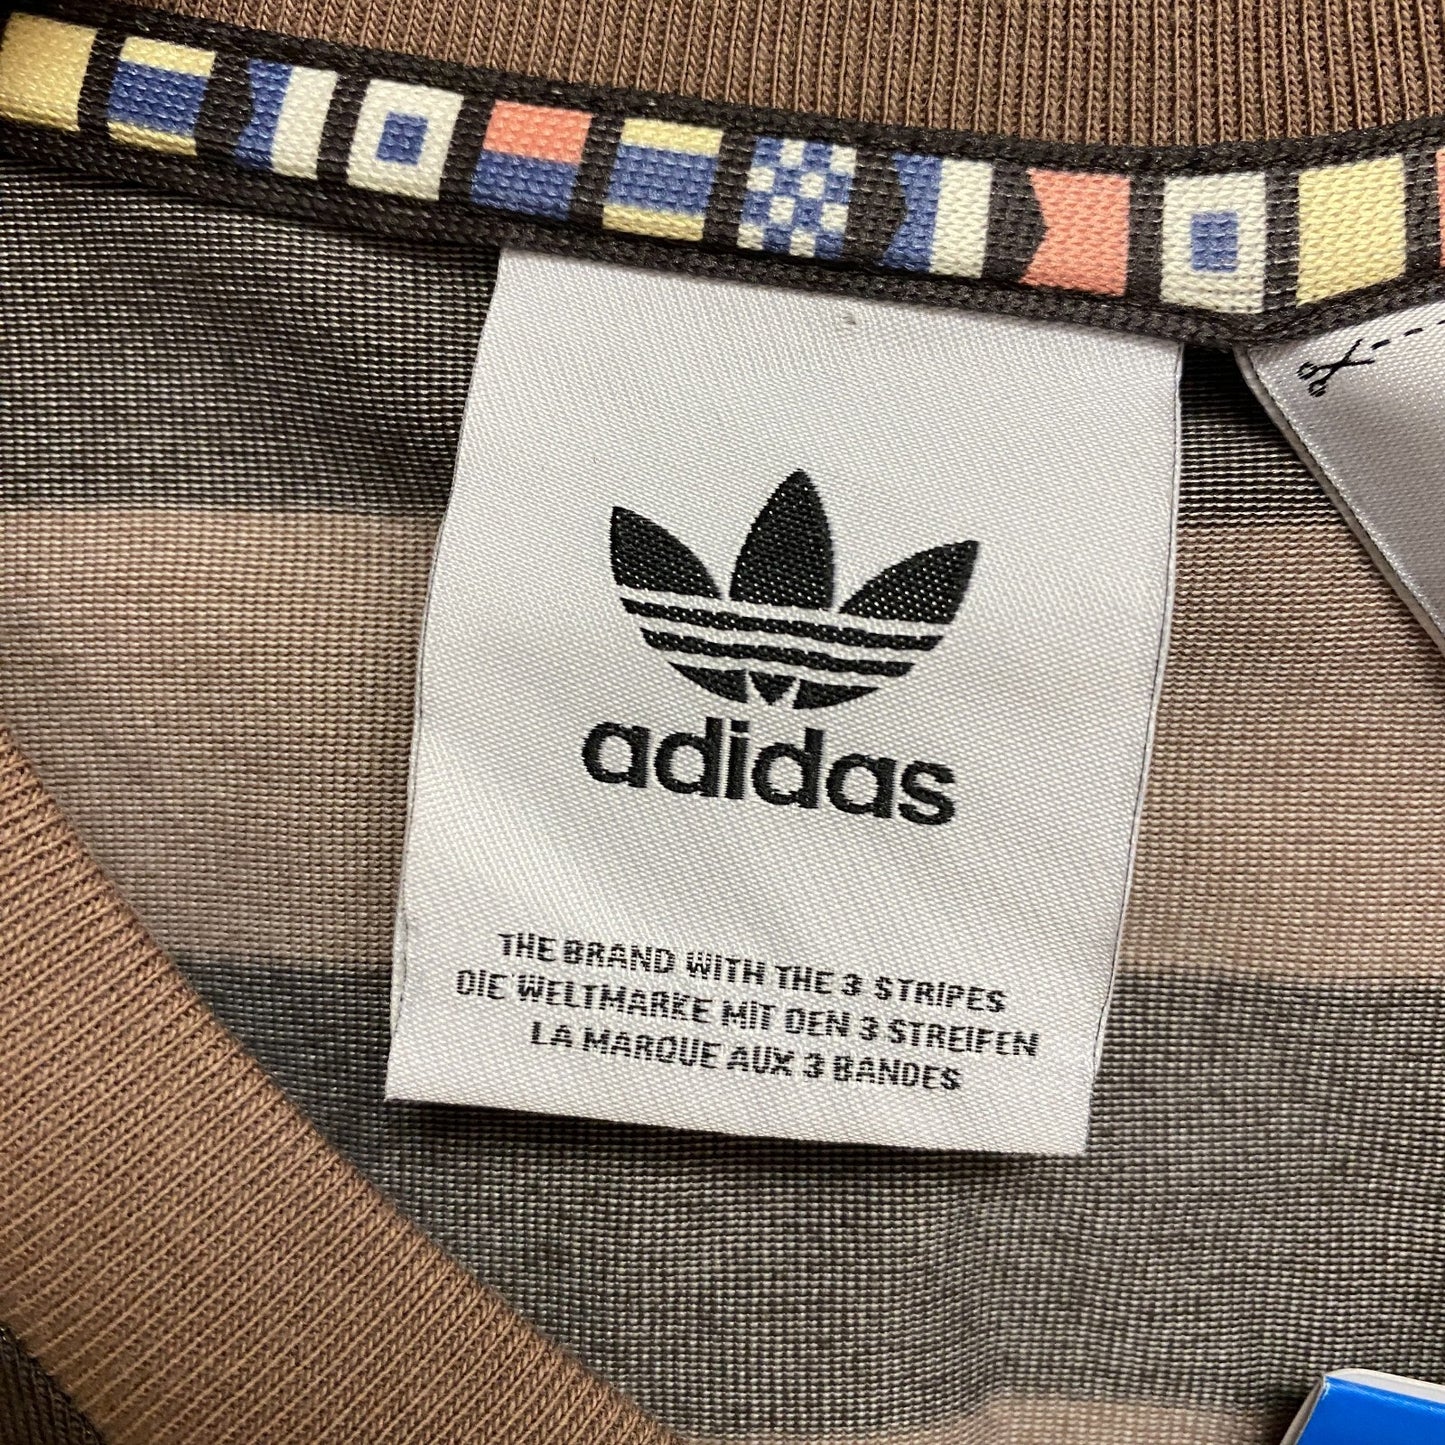 adidas
THE BRAND WITH THE 3 STRIPES
DIE WELTMARKE MIT DEN 3 STREIFEN
LA MARQUE AUX 3 BANDES